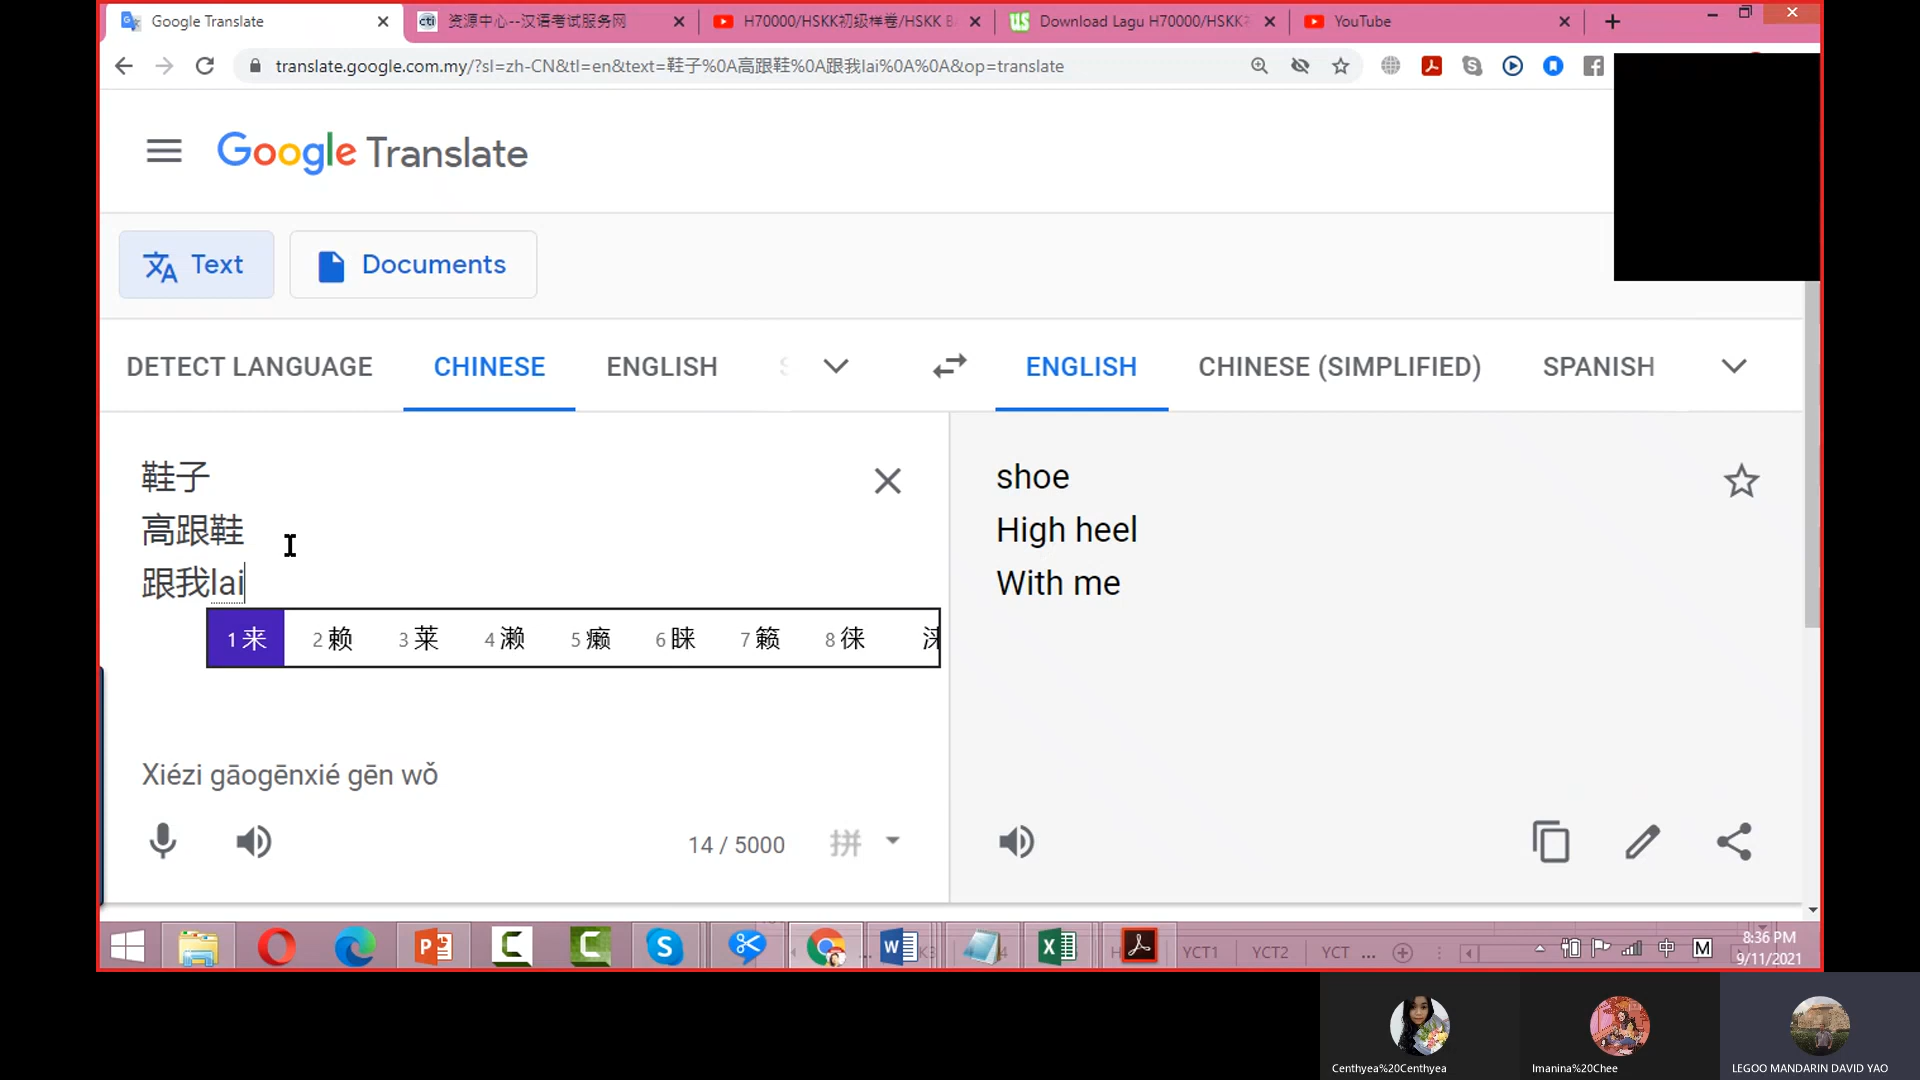 Google Translate
资源中心--汉语考试服务网
H70000/HSKK初级样卷/HSKK B
Download Lagu H70000/HSKK
YouTube
translate.google.com.my/?sl=zh-CN&tl=en&text=鞋子%0A高跟鞋%0A跟我lai%0A%0A&op=translate
Google Translate
Text
Documents
DETECT LANGUAGE
CHINESE
ENGLISH
ENGLISH
CHINESE (SIMPLIFIED)
SPANISH
鞋子
高跟鞋
跟我lai
1 来 2 赖 3 莱 4 濑 5 癞 6 睐 7 籁 8 徕 涞
Xiézi gāogēnxié gēn wǒ
14 / 5000
拼
shoe
High heel
With me
YCT1
YCT2
YCT ...
中
M
8:36 PM
9/11/2021
Centhyea%20Centhyea
Imanina%20Chee
LEGOO MANDARIN DAVID YAO